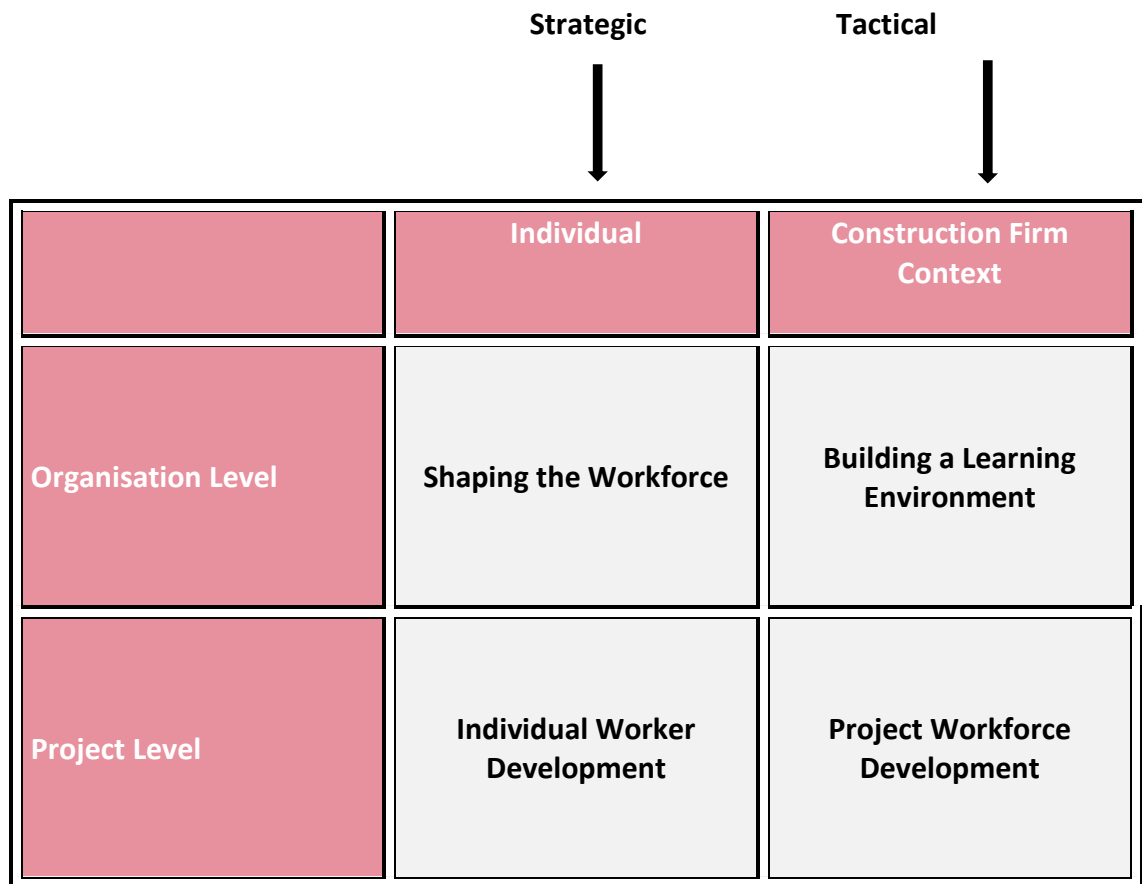 Strategic
Tactical
Individual
Construction Firm
Context
Organisation Level
Shaping the Workforce
Building a Learning
Environment
Project Level
Individual Worker
Development
Project Workforce
Development